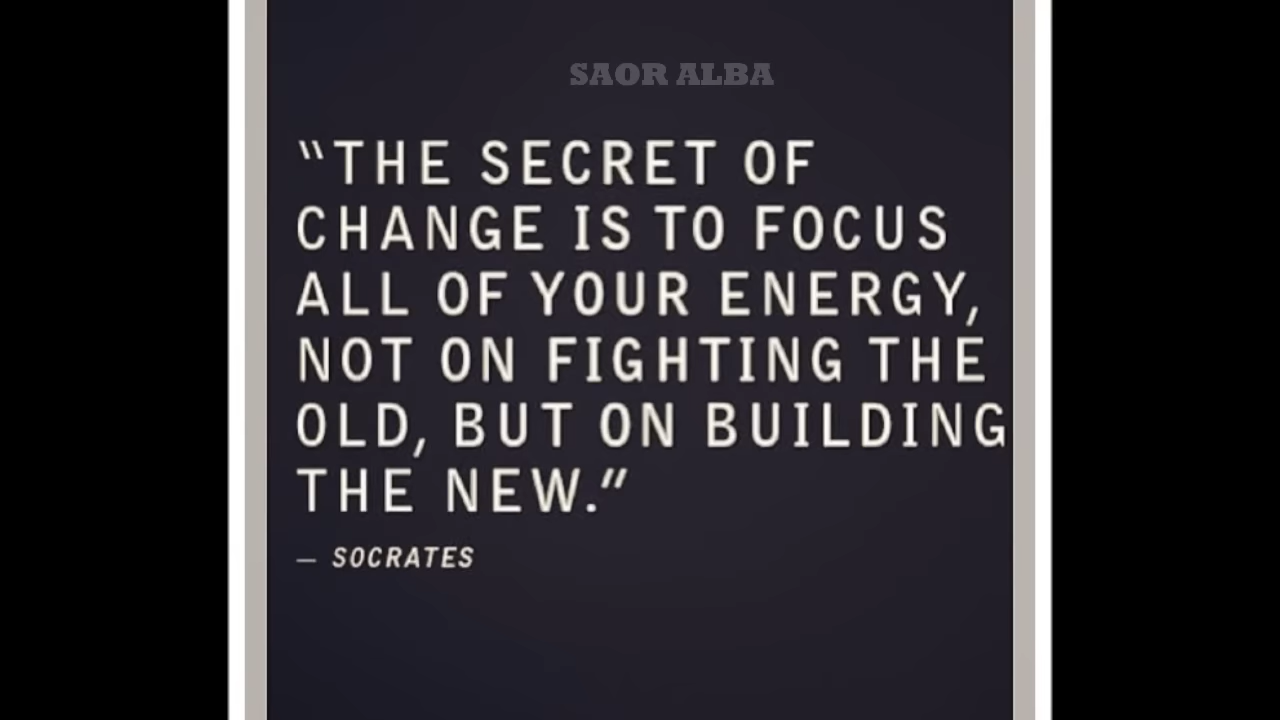 SAOR ALBA
“THE SECRET OF
CHANGE IS TO FOCUS
ALL OF YOUR ENERGY,
NOT ON FIGHTING THE
OLD, BUT ON BUILDING
THE NEW.”
— SOCRATES